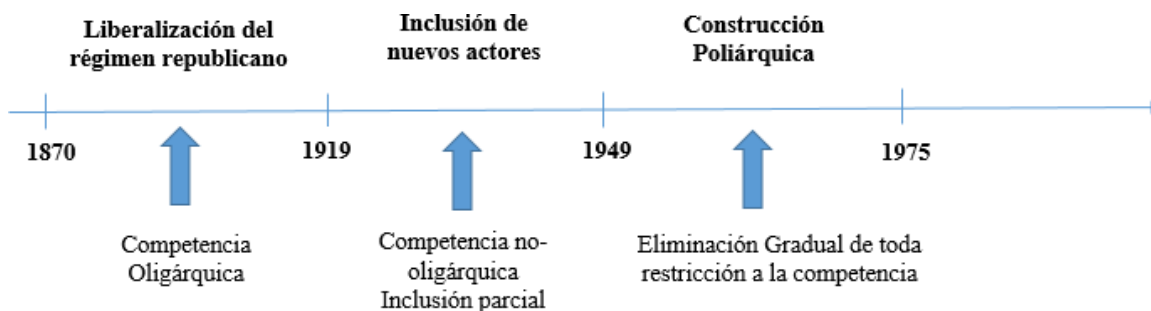 Liberalización del
régimen republicano
Inclusión de
nuevos actores
Construcción
Poliárquica
1870
1919
1949
1975
Competencia
Oligárquica
Competencia no-
oligárquica
Inclusión parcial
Eliminación Gradual de toda
restricción a la competencia